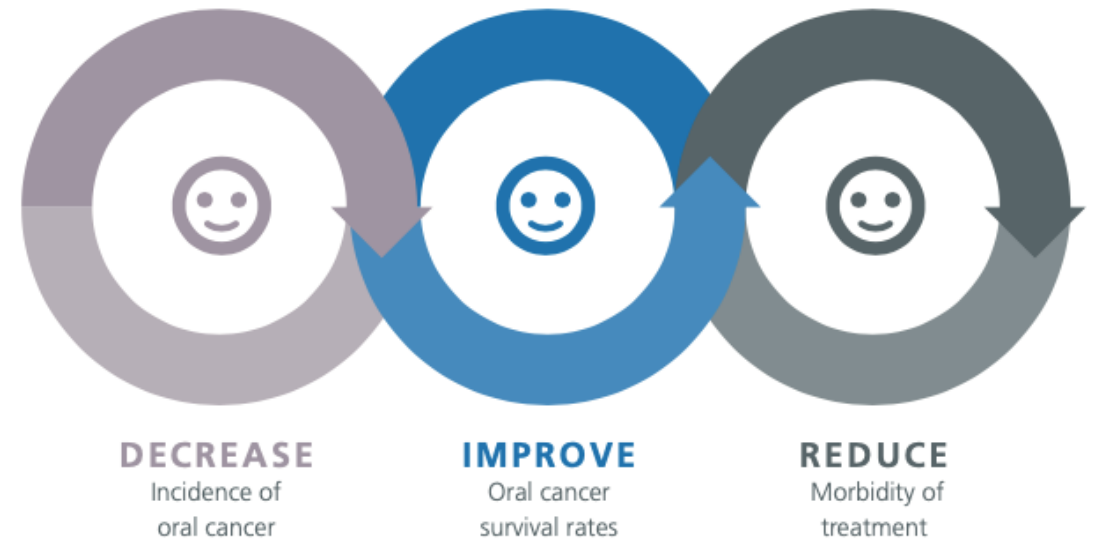 DECREASE
Incidence of
oral cancer
IMPROVE
Oral cancer
survival rates
REDUCE
Morbidity of
treatment